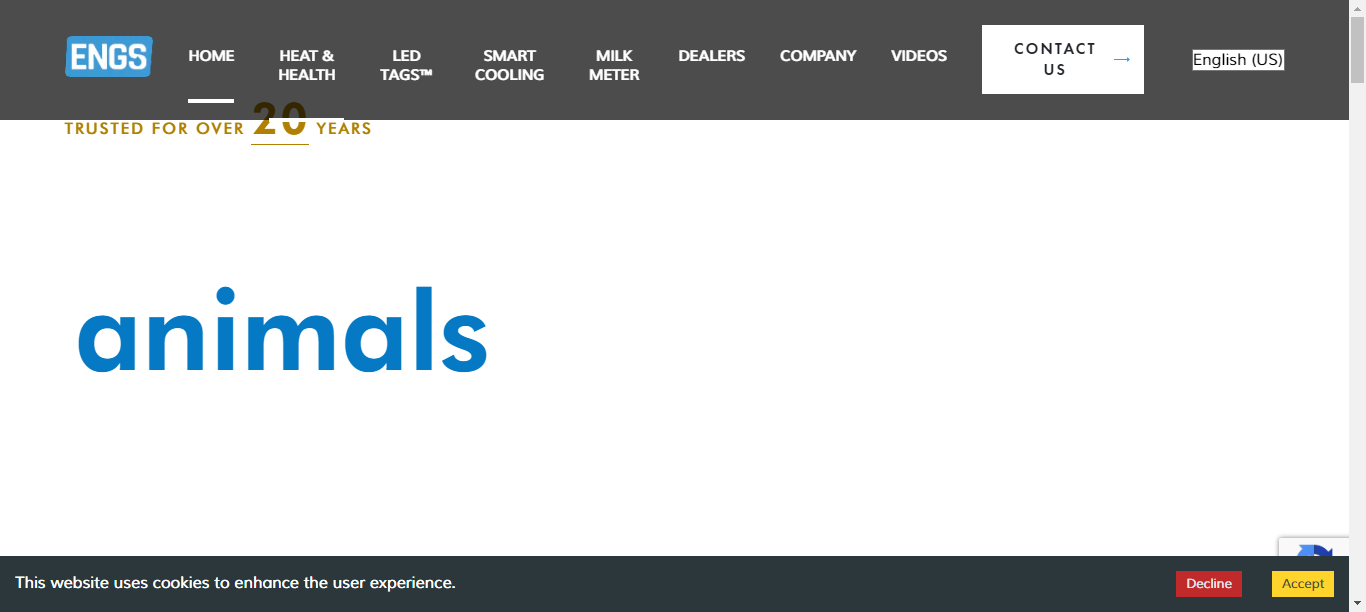 ENGS
HOME
HEAT &
HEALTH
LED
TAGS™
SMART
COOLING
MILK
METER
DEALERS
COMPANY
VIDEOS
CONTACT
US
English (US)
TRUSTED FOR OVER 20 YEARS
animals
This website uses cookies to enhance the user experience.
Decline
Accept